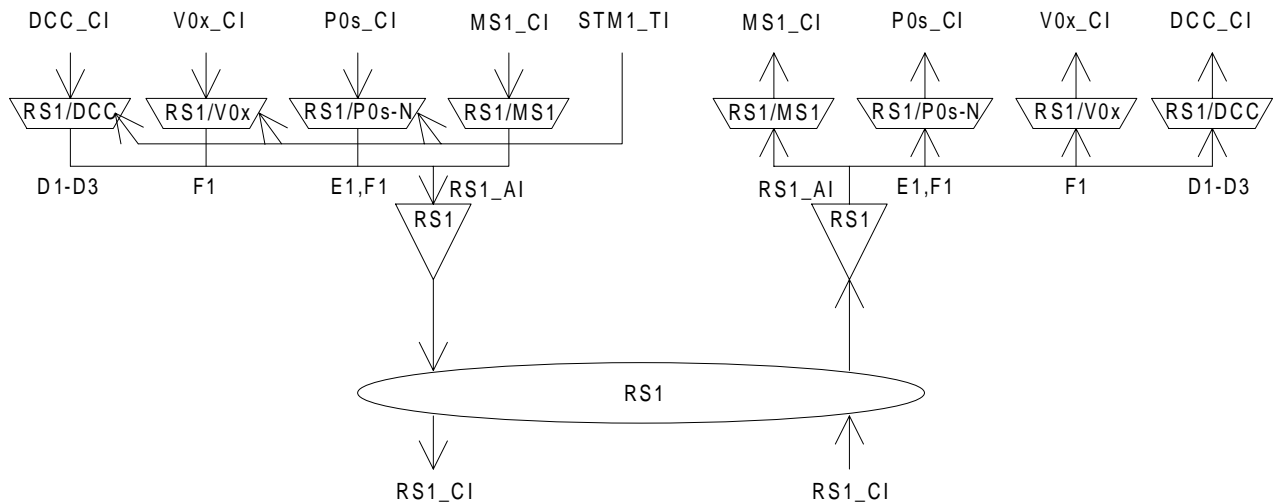 DCC_CI V0x_CI P0s_CI MS1_CI STM1_TI MS1_CI P0s_CI V0x_CI DCC_CI
RS1/DCC RS1/V0x RS1/P0s-N RS1/MS1 RS1/MS1 RS1/P0s-N RS1/V0x RS1/DCC
D1-D3 F1 E1,F1 RS1_AI RS1_AI E1,F1 F1 D1-D3
RS1 RS1
RS1
RS1_CI RS1_CI